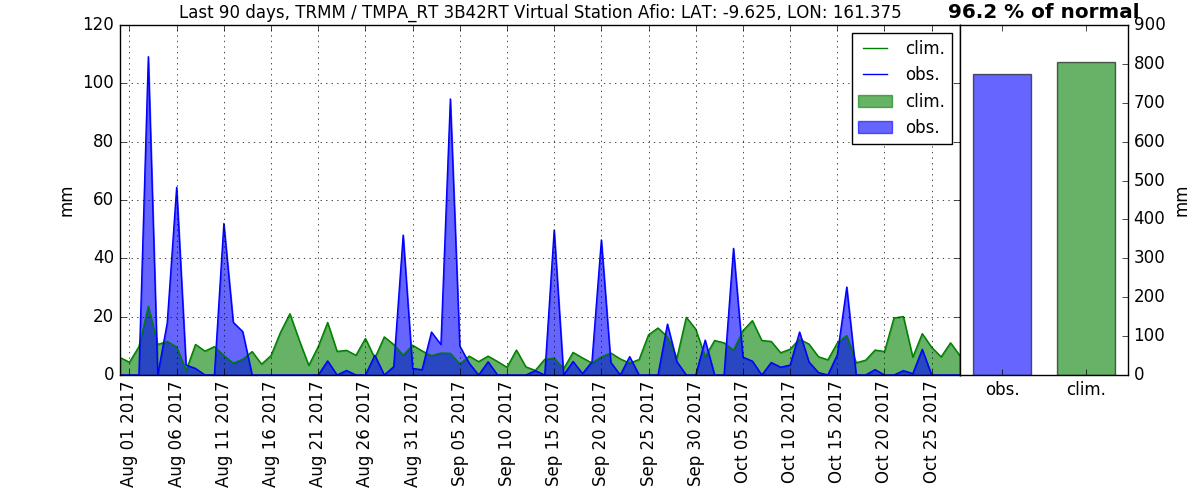 Last 90 days, TRMM / TMPA_RT 3B42RT Virtual Station Afio: LAT: -9.625, LON: 161.375
96.2 % of normal
120
100
80
60
40
20
0
mm
clim.
obs.
clim.
obs.
900
800
700
600
500
400
300
200
100
0
mm
obs.
clim.
Aug 01 2017
Aug 06 2017
Aug 11 2017
Aug 16 2017
Aug 21 2017
Aug 26 2017
Aug 31 2017
Sep 05 2017
Sep 10 2017
Sep 15 2017
Sep 20 2017
Sep 25 2017
Sep 30 2017
Oct 05 2017
Oct 10 2017
Oct 15 2017
Oct 20 2017
Oct 25 2017